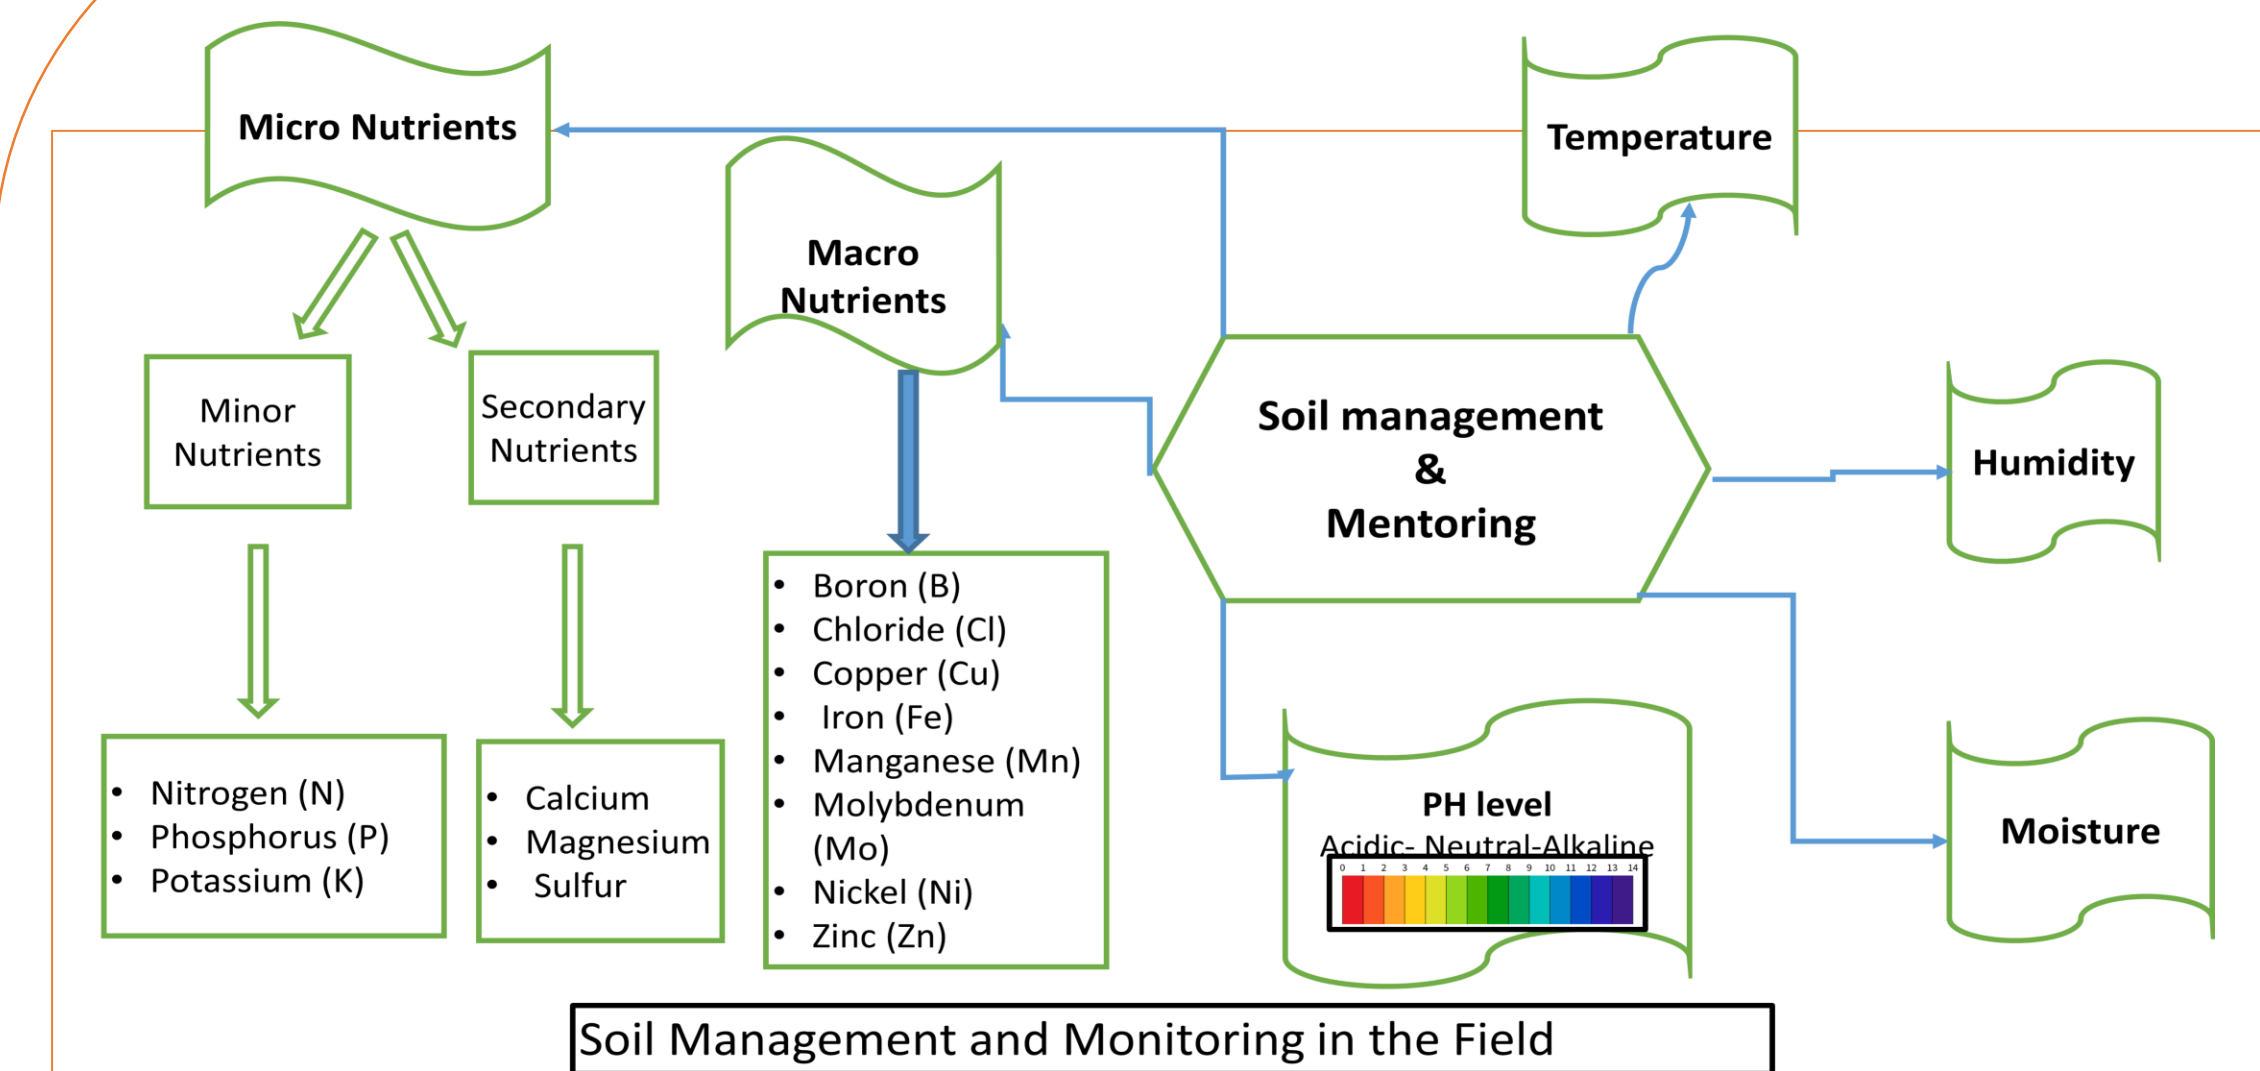 Micro Nutrients
Temperature
Macro
Nutrients
Minor
Nutrients
Secondary
Nutrients
Soil management
&
Mentoring
Humidity
• Nitrogen (N)
• Phosphorus (P)
• Potassium (K)
• Calcium
• Magnesium
• Sulfur
• Boron (B)
• Chloride (Cl)
• Copper (Cu)
• Iron (Fe)
• Manganese (Mn)
• Molybdenum
(Mo)
• Nickel (Ni)
• Zinc (Zn)
PH level
Acidic- Neutral-Alkaline
0 1 2 3 4 5 6 7 8 9 10 11 12 13 14
Moisture
Soil Management and Monitoring in the Field